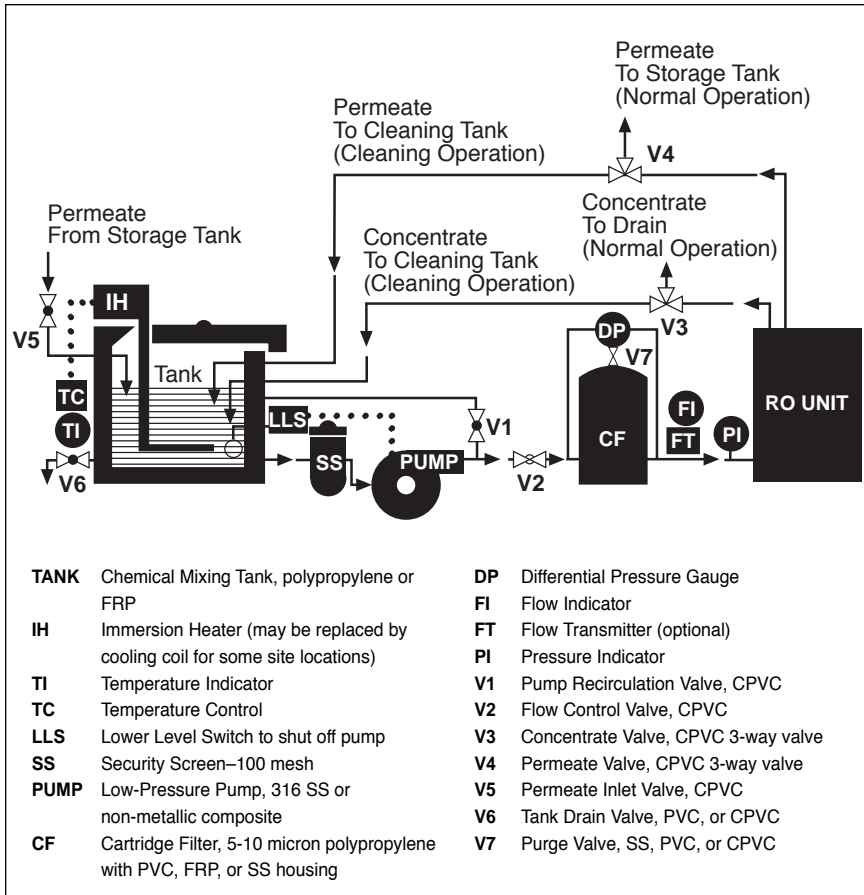 Permeate
To Storage Tank
(Normal Operation)
Permeate
To Cleaning Tank
(Cleaning Operation)
V4
Concentrate
To Drain
(Normal Operation)
Permeate
From Storage Tank
Concentrate
To Cleaning Tank
(Cleaning Operation)
IH
V5
V3
DP
V7
Tank
TC
TI
LLS
V1
FI
FT
PI
RO UNIT
CF
SS
PUMP
V6
V2
TANK Chemical Mixing Tank, polypropylene or
FRP
IH Immersion Heater (may be replaced by
cooling coil for some site locations)
TI Temperature Indicator
TC Temperature Control
LLS Lower Level Switch to shut off pump
SS Security Screen–100 mesh
PUMP Low-Pressure Pump, 316 SS or
non-metallic composite
CF Cartridge Filter, 5-10 micron polypropylene
with PVC, FRP, or SS housing
DP Differential Pressure Gauge
FI Flow Indicator
FT Flow Transmitter (optional)
PI Pressure Indicator
V1 Pump Recirculation Valve, CPVC
V2 Flow Control Valve, CPVC
V3 Concentrate Valve, CPVC 3-way valve
V4 Permeate Valve, CPVC 3-way valve
V5 Permeate Inlet Valve, CPVC
V6 Tank Drain Valve, PVC, or CPVC
V7 Purge Valve, SS, PVC, or CPVC